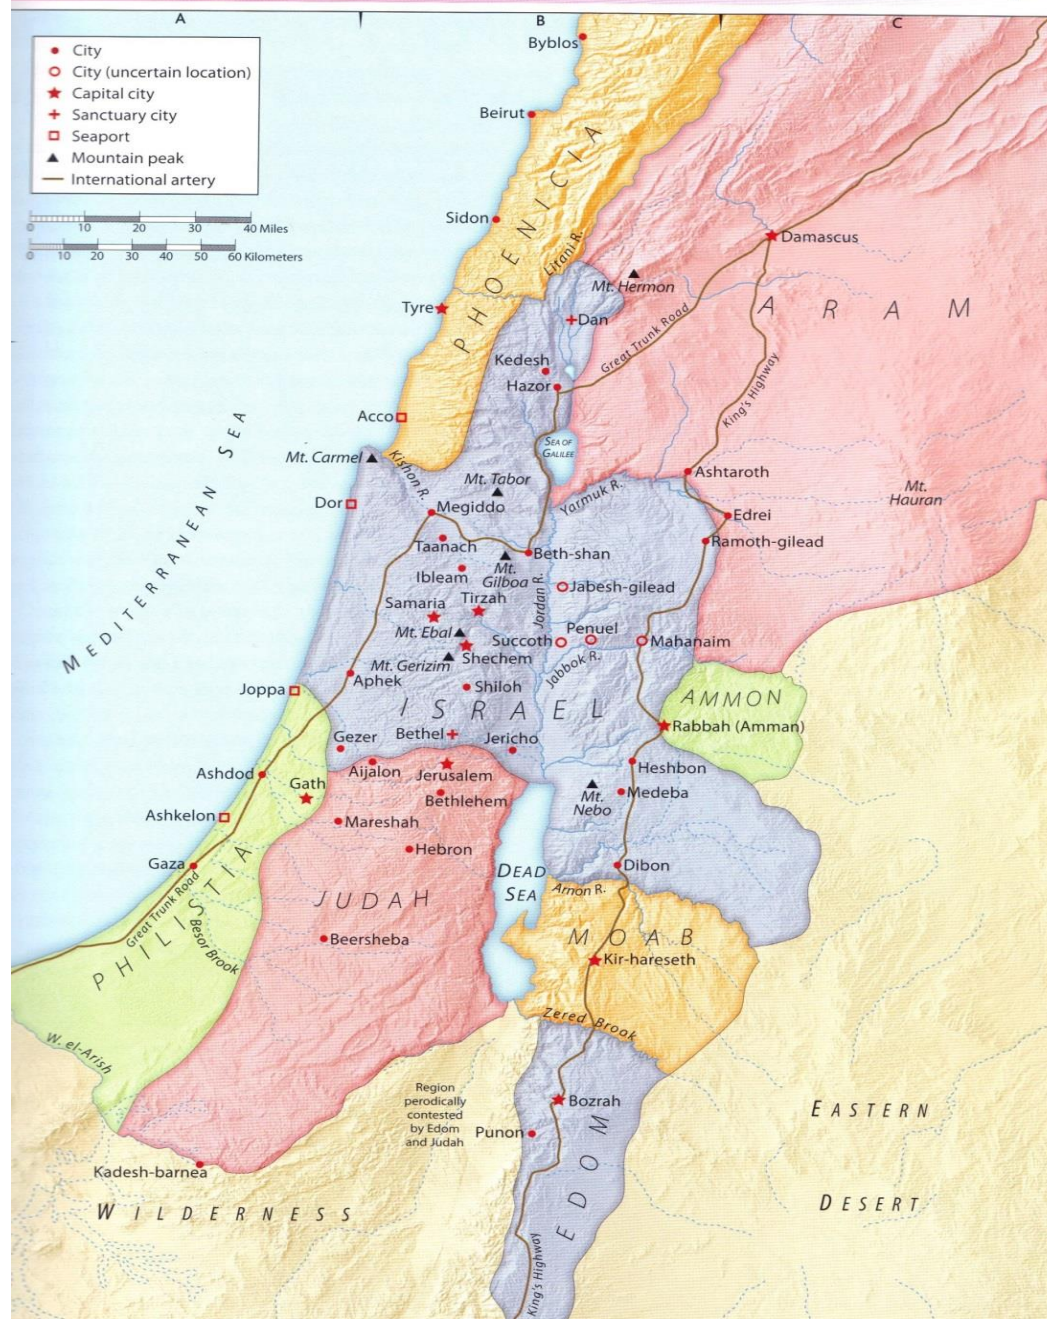 A
B
C
City
City (uncertain location)
Capital city
Sanctuary city
Seaport
Mountain peak
International artery
0 10 20 30 40 Miles
0 10 20 30 40 50 60 Kilometers
Byblos
Beirut
Sidon
PHOENICIA
Litani R.
Damascus
Mt. Hermon
Tyre
Dan
ARAM
Great Trunk Road
Kedesh
Hazor
King's Highway
Acco
SEA OF
GALILEE
Mt. Carmel
Kishon R.
Mt. Tabor
Ashtaroth
Yarmuk R.
Mt.
Hauran
Dor
Megiddo
Edrei
MEDITERRANEAN SEA
Taanach
Beth-shan
Ramoth-gilead
Ibleam
Mt.
Gilboa
Jordan R.
Jabesh-gilead
Samaria
Tirzah
Mt. Ebal
Succoth
Penuel
Mahanaim
Mt. Gerizim
Shechem
Jabbok R.
Aphek
Joppa
Shiloh
AMMON
ISRAEL
Rabbah (Amman)
Gezer
Bethel
Jericho
Ashdod
Aijalon
Jerusalem
Heshbon
Gath
Bethlehem
Mt.
Nebo
Medeba
Ashkelon
Mareshah
Hebron
Gaza
DEAD
SEA
Dibon
Arnon R.
Great Trunk Road
JUDAH
PHILISTIA
Besor Brook
Beersheba
MOAB
Kir-hareseth
Zered Brook
W. el-Arish
Region
perodically
contested
by Edom
and Judah
Bozrah
Punon
EASTERN
DESERT
EDOM
Kadesh-barnea
WILDERNESS
King's Highway